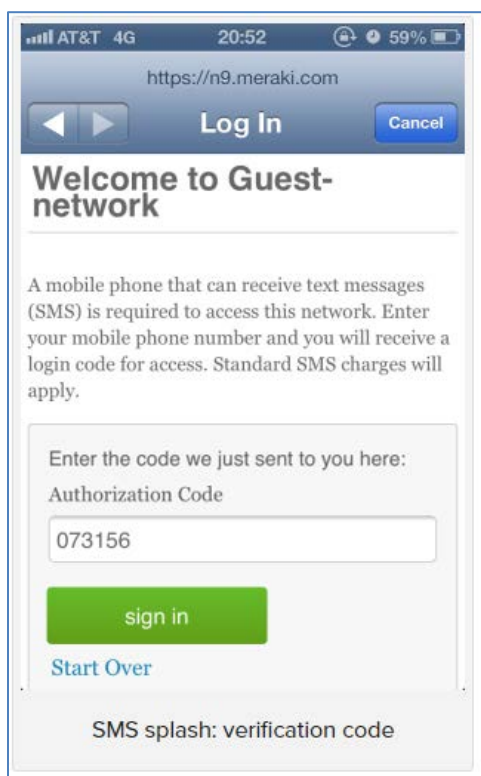 AT&T 4G 20:52 59%
https://n9.meraki.com
Log In Cancel
Welcome to Guest-
network
A mobile phone that can receive text messages
(SMS) is required to access this network. Enter
your mobile phone number and you will receive a
login code for access. Standard SMS charges will
apply.
Enter the code we just sent to you here:
Authorization Code
073156
sign in
Start Over
SMS splash: verification code